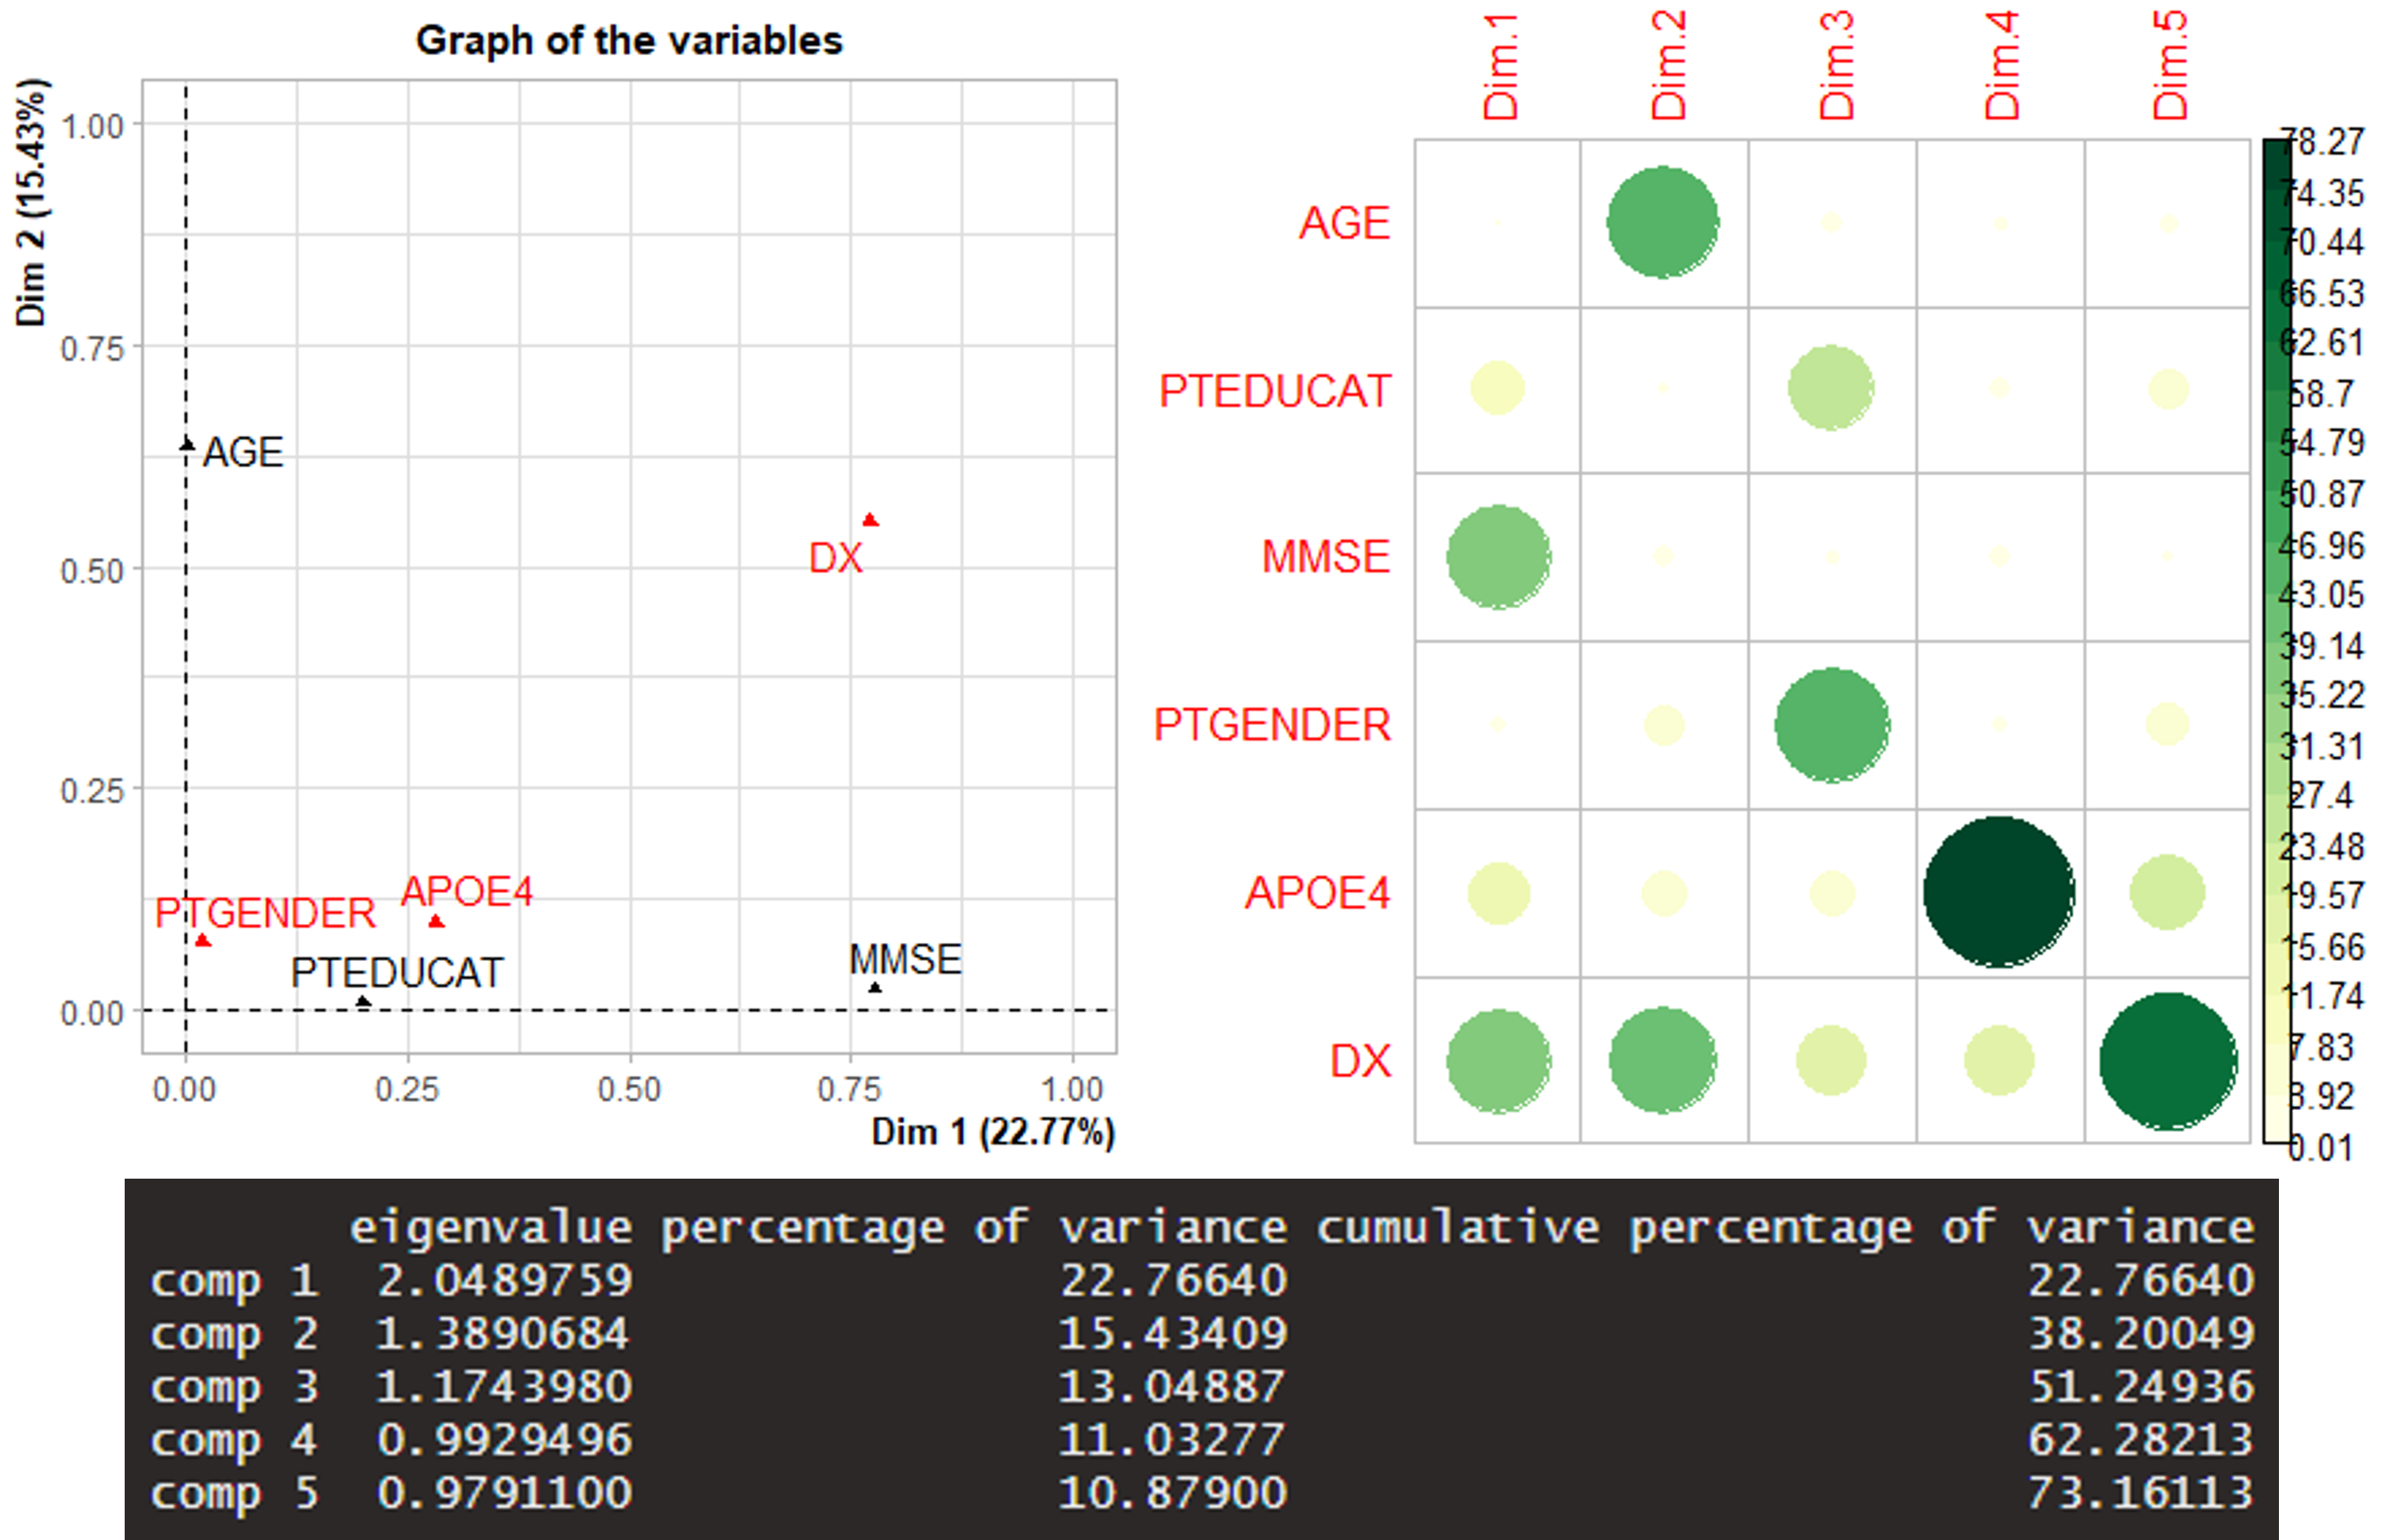 Graph of the variables
Dim 2 (15.43%)
1.00
0.75
0.50
0.25
0.00
AGE
DX
PTGENDER
APOE4
PTEDUCAT
MMSE
0.00 0.25 0.50 0.75 1.00
Dim 1 (22.77%)
Dim.1 Dim.2 Dim.3 Dim.4 Dim.5
AGE
PTEDUCAT
MMSE
PTGENDER
APOE4
DX
78.27
74.35
70.44
66.53
62.61
58.7
54.79
50.87
46.96
43.05
39.14
35.22
31.31
27.4
23.48
19.57
15.66
11.74
7.83
3.92
0.01
eigenvalue percentage of variance cumulative percentage of variance
comp 1 2.0489759 22.76640 22.76640
comp 2 1.3890684 15.43409 38.20049
comp 3 1.1743980 13.04887 51.24936
comp 4 0.9929496 11.03277 62.28213
comp 5 0.9791100 10.87900 73.16113